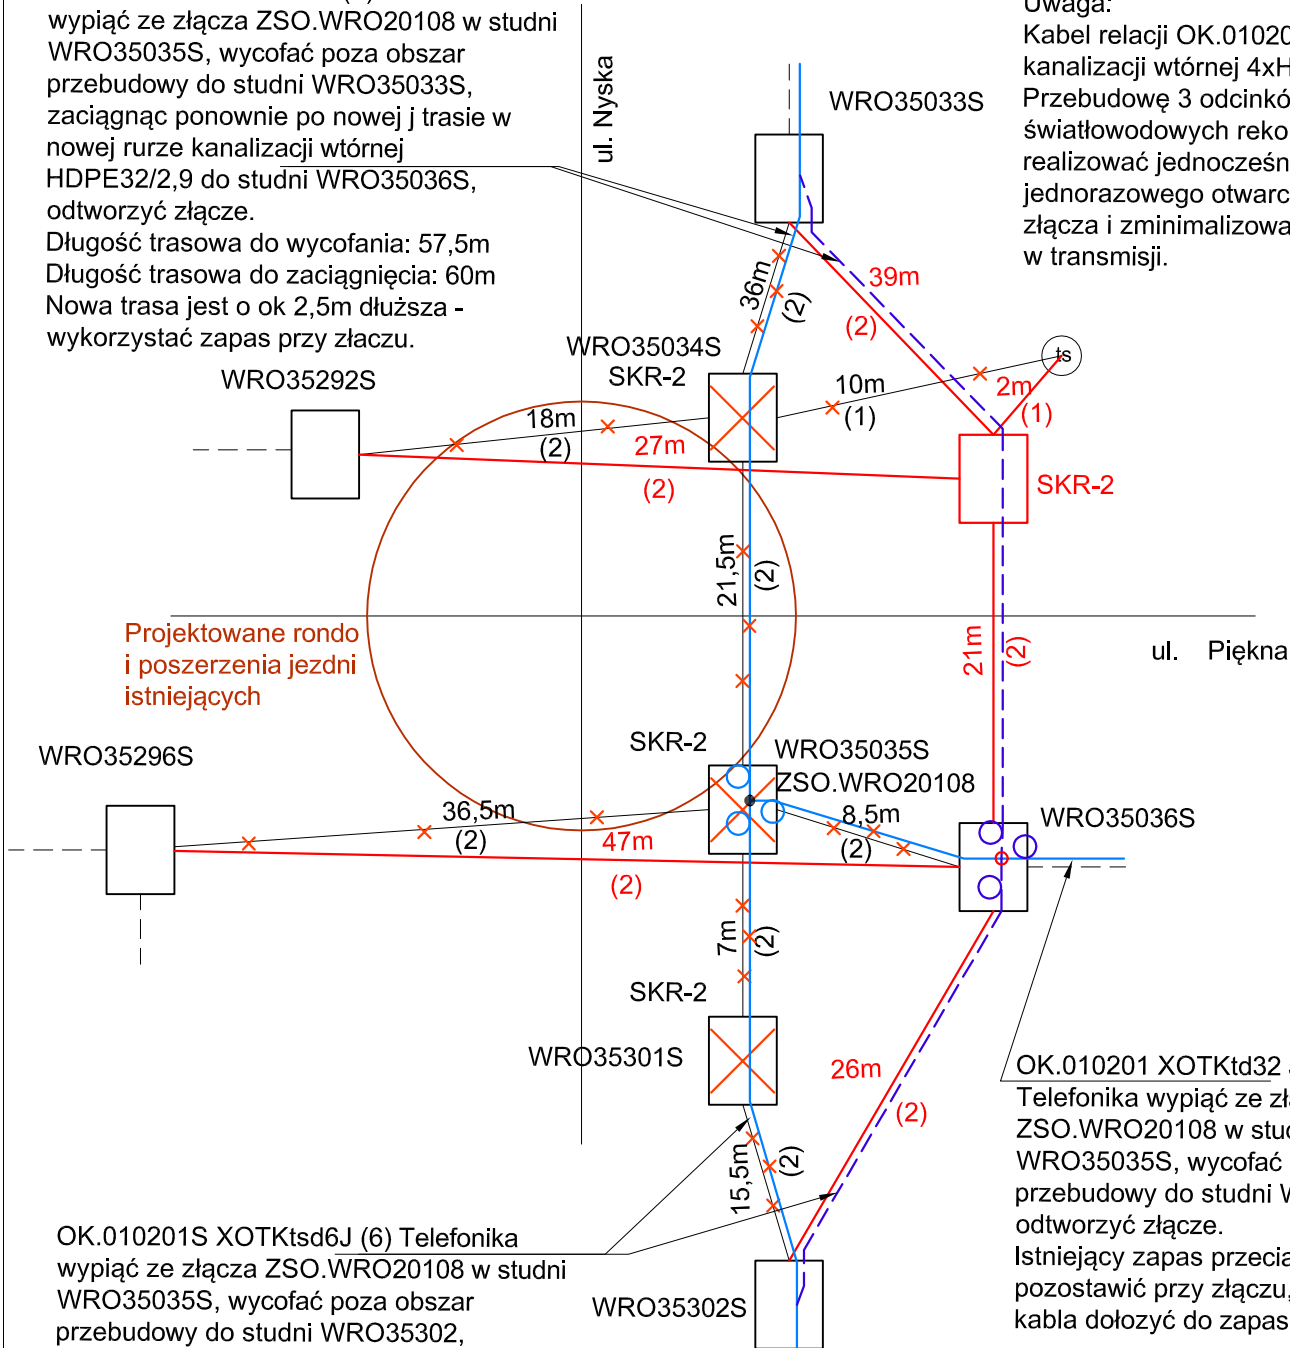 wypiąć ze złącza ZSO.WRO20108 w studni
WRO35035S, wycofać poza obszar
przebudowy do studni WRO35033S,
zaciągnąc ponownie po nowej j trasie w
nowej rurze kanalizacji wtórnej
HDPE32/2,9 do studni WRO35036S,
odtworzyć złącze.
Długość trasowa do wycofania: 57,5m
Długość trasowa do zaciągnięcia: 60m
Nowa trasa jest o ok 2,5m dłuższa -
wykorzystać zapas przy złaczu.
ul. Nyska
Uwaga:
Kabel relacji OK.01020
kanalizacji wtórnej 4xH
Przebudowę 3 odcinkó
światłowodowych reko
realizować jednocześn
jednorazowego otwarc
złącza i zminimalizowa
w transmisji.
WRO35033S
36m
(2)
39m
(2)
WRO35034S
SKR-2
WRO35292S
ts
10m
(1)
2m
(1)
18m
(2)
27m
(2)
SKR-2
21,5m
(2)
Projektowane rondo
i poszerzenia jezdni
istniejących
21m
(2)
ul. Piękna
SKR-2
WRO35035S
ZSO.WRO20108
WRO35296S
36,5m
(2)
47m
(2)
8,5m
(2)
WRO35036S
7m
(2)
SKR-2
WRO35301S
26m
(2)
15,5m
(2)
OK.010201 XOTKtd32
Telefonika wypiąć ze zł
ZSO.WRO20108 w stud
WRO35035S, wycofać
przebudowy do studni W
odtworzyć złącze.
Istniejący zapas przecia
pozostawić przy złączu,
kabla dołozyć do zapas
OK.010201S XOTKtsd6J (6) Telefonika
wypiąć ze złącza ZSO.WRO20108 w studni
WRO35035S, wycofać poza obszar
przebudowy do studni WRO35302,
WRO35302S